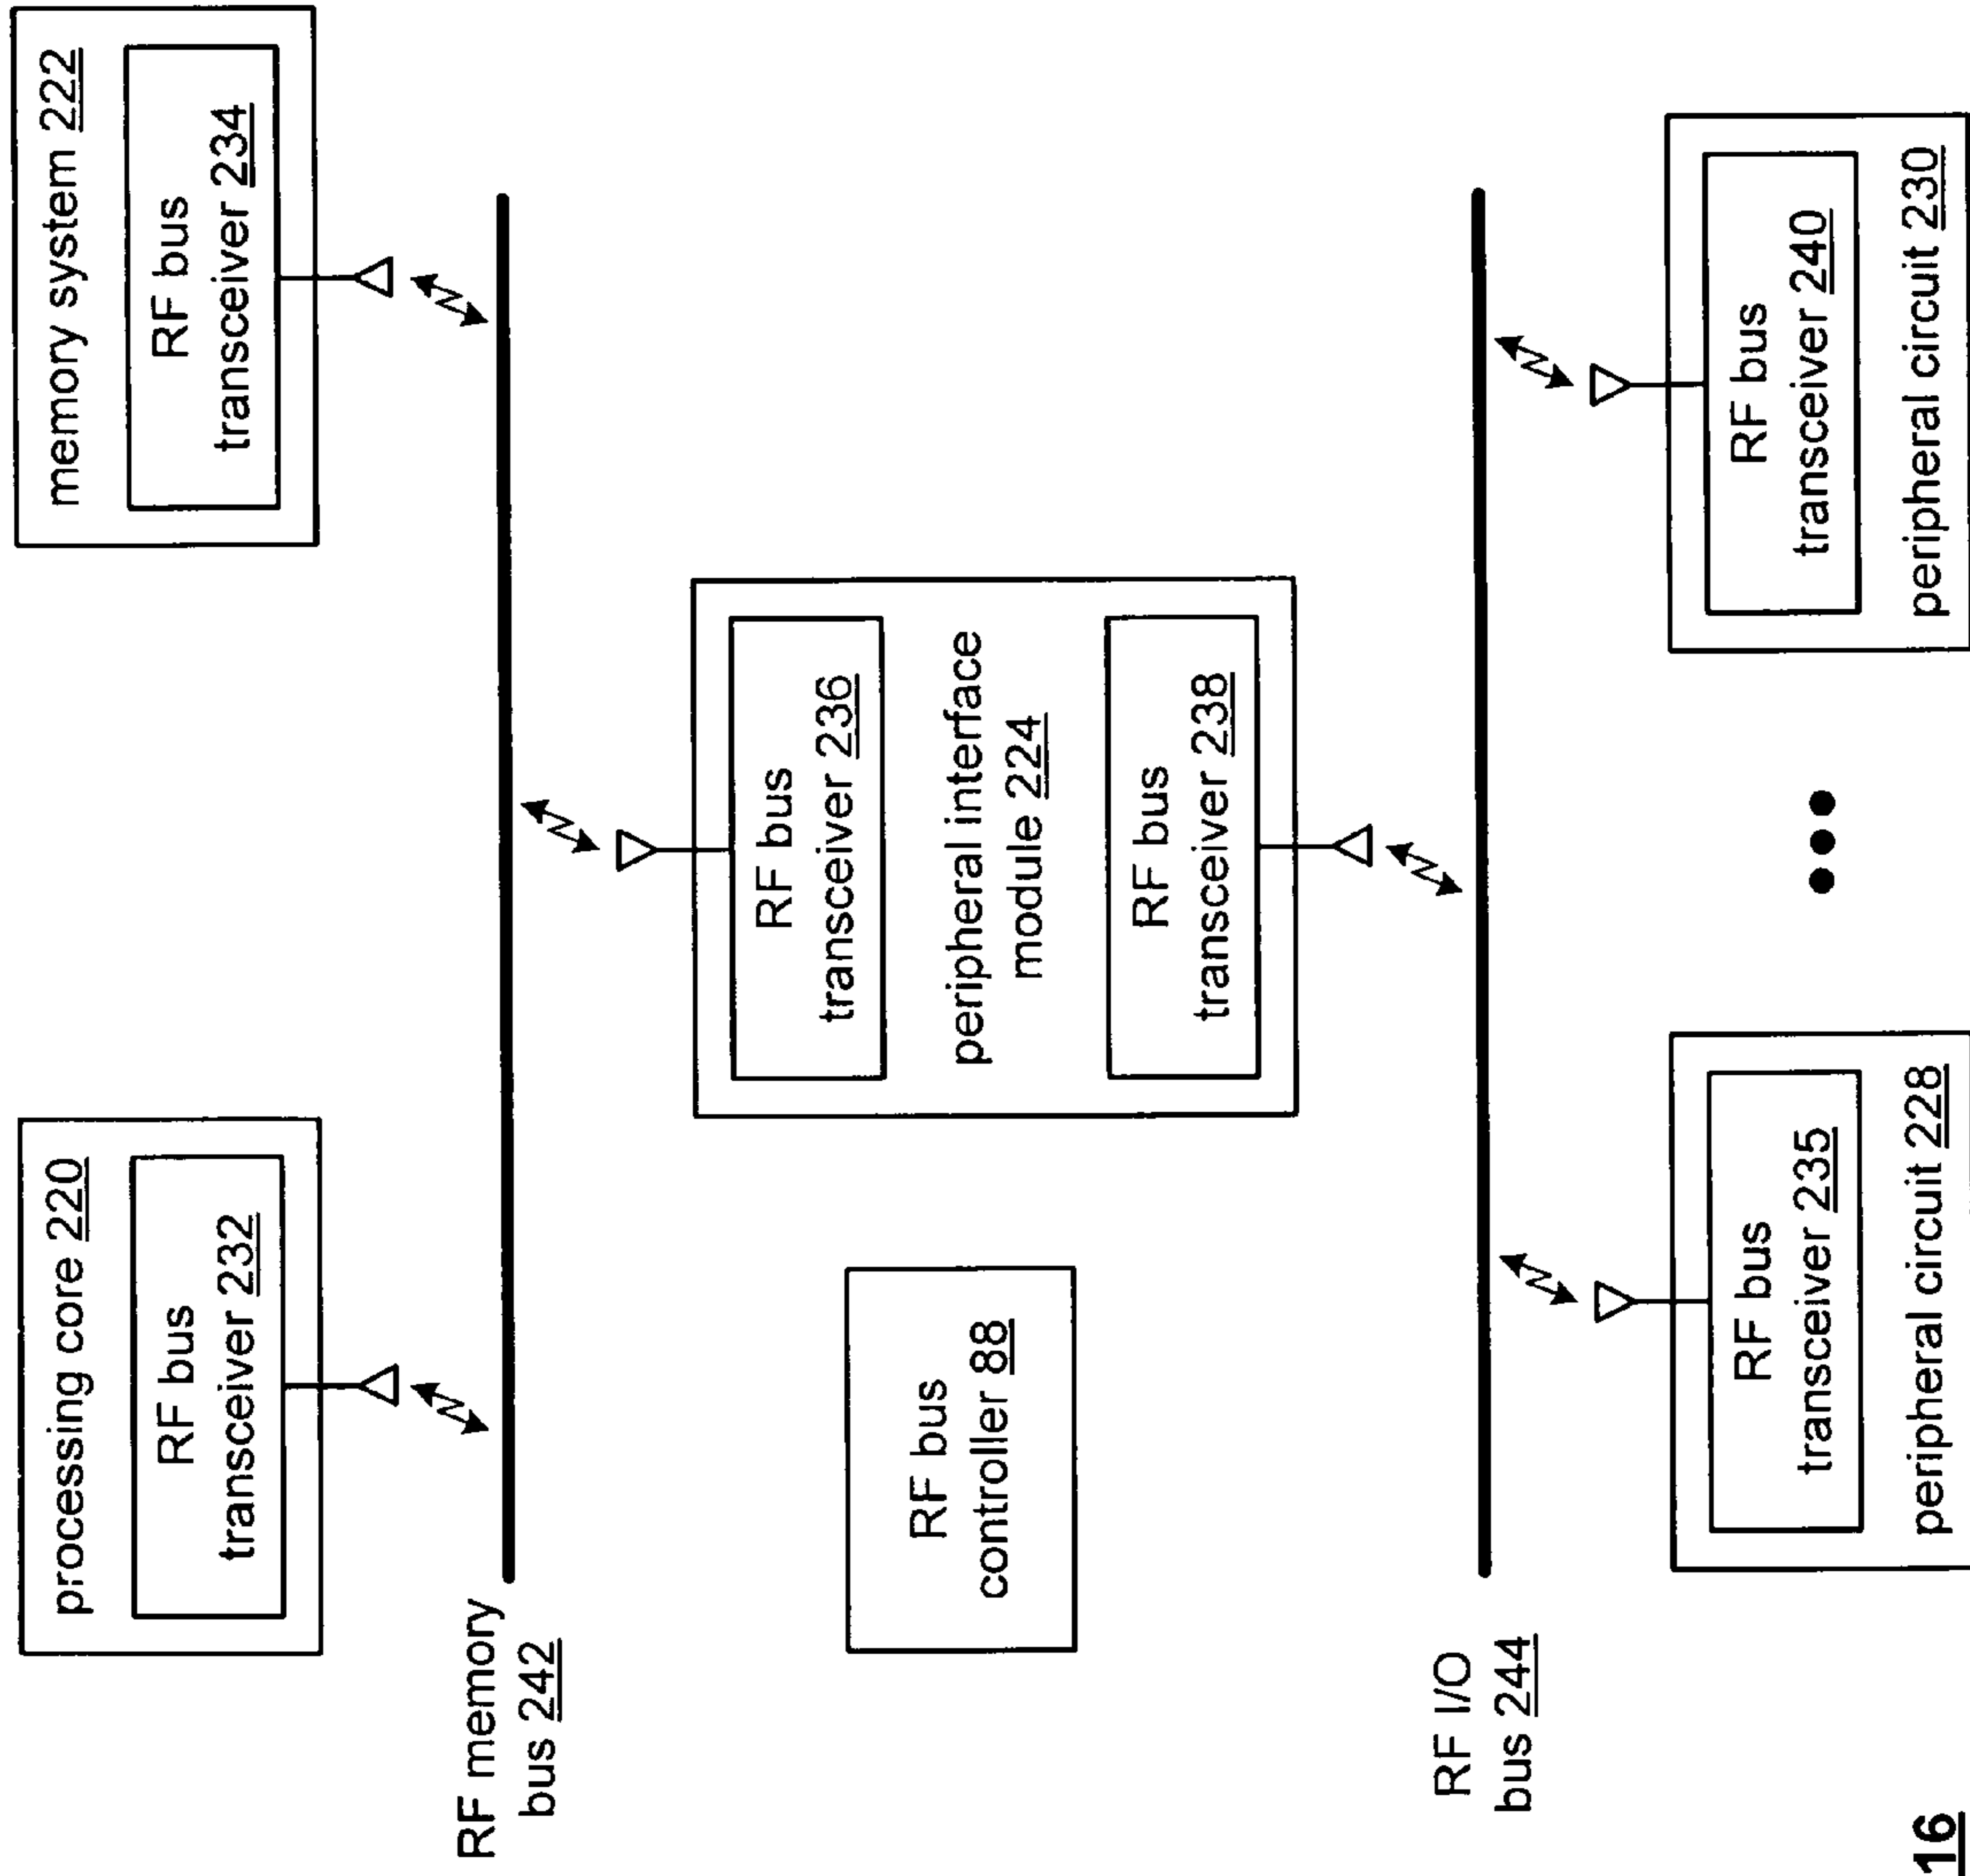 processing core 220
RF bus
transceiver 232
memory system 222
RF bus
transceiver 234
RF memory
bus 242
RF bus
controller 88
RF bus
transceiver 236
peripheral interface
module 224
RF bus
transceiver 238
RF I/O
bus 244
RF bus
transceiver 235
peripheral circuit 228
RF bus
transceiver 240
peripheral circuit 230
16